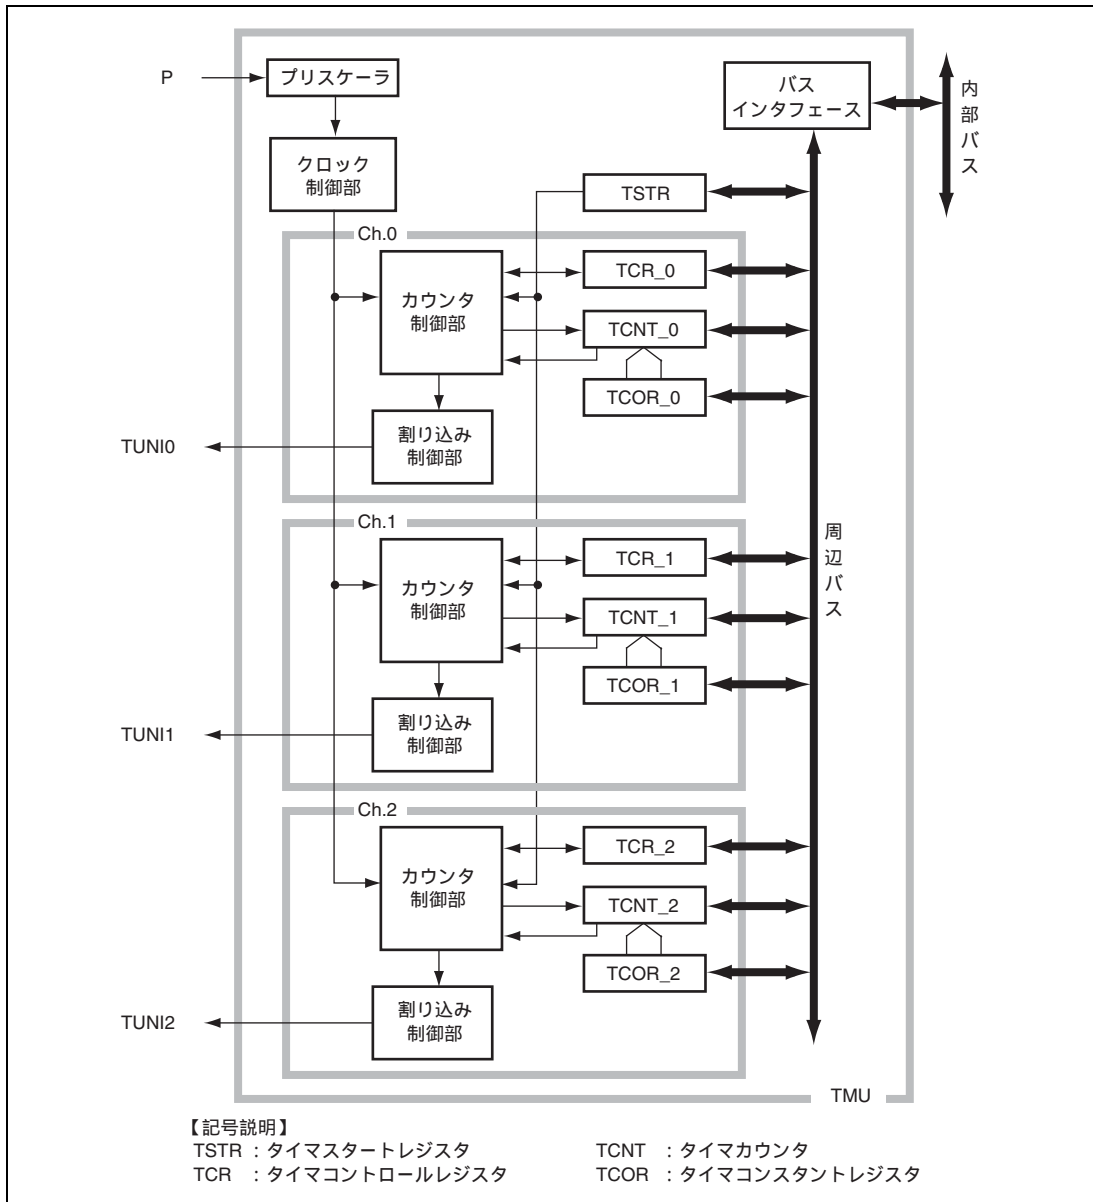 P
プリスケーラ
バス
インタフェース
内部バス
クロック
制御部
TSTR
Ch.0
カウンタ
制御部
TCR_0
TCNT_0
TCOR_0
割り込み
制御部
TUNI0
Ch.1
カウンタ
制御部
TCR_1
TCNT_1
TCOR_1
周辺バス
割り込み
制御部
TUNI1
Ch.2
カウンタ
制御部
TCR_2
TCNT_2
TCOR_2
割り込み
制御部
TUNI2
TMU
【記号説明】
TSTR : タイマスタートレジスタ
TCNT : タイマカウンタ
TCR : タイマコントロールレジスタ
TCOR : タイマコンスタントレジスタ